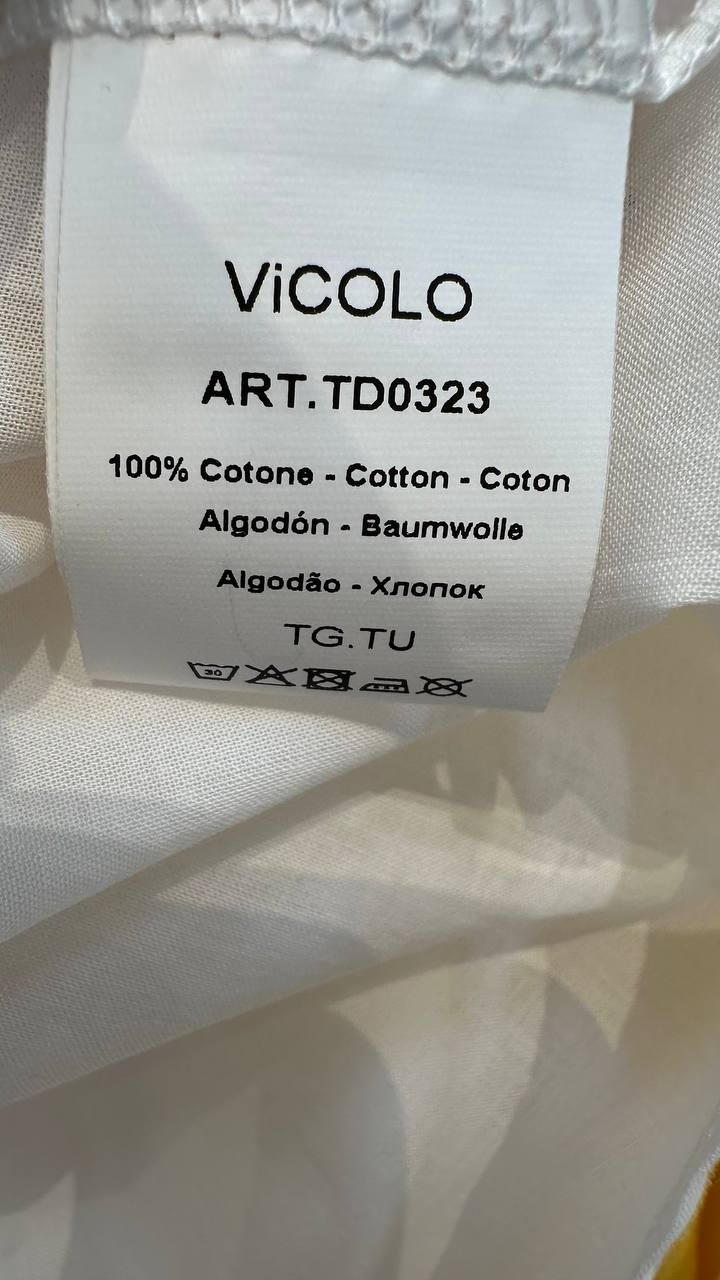 ViCOLO
ART.TD0323
100% Cotone - Cotton - Coton
Algodón - Baumwolle
Algodão - Хлопок
TG.TU
30